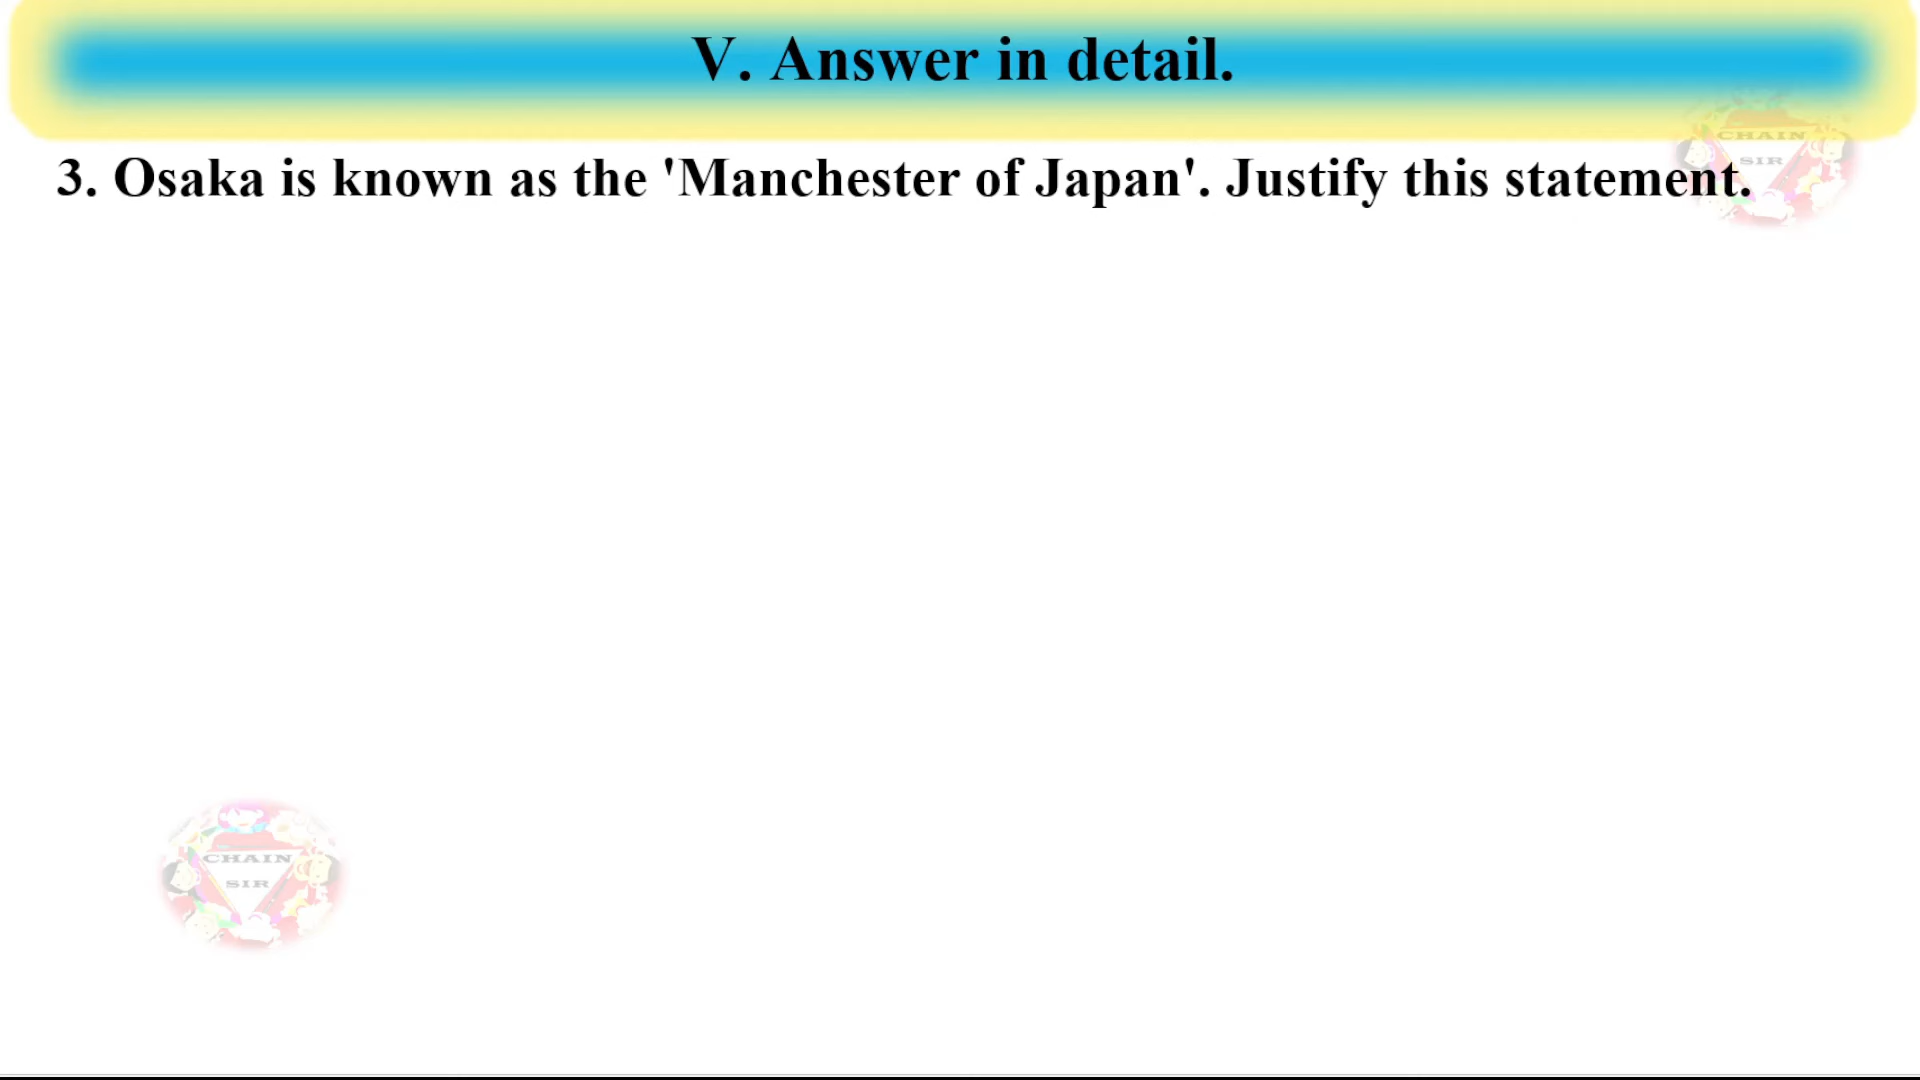 V. Answer in detail.
CHAIN
SIR
3. Osaka is known as the 'Manchester of Japan'. Justify this statement.
CHAIN
SIR